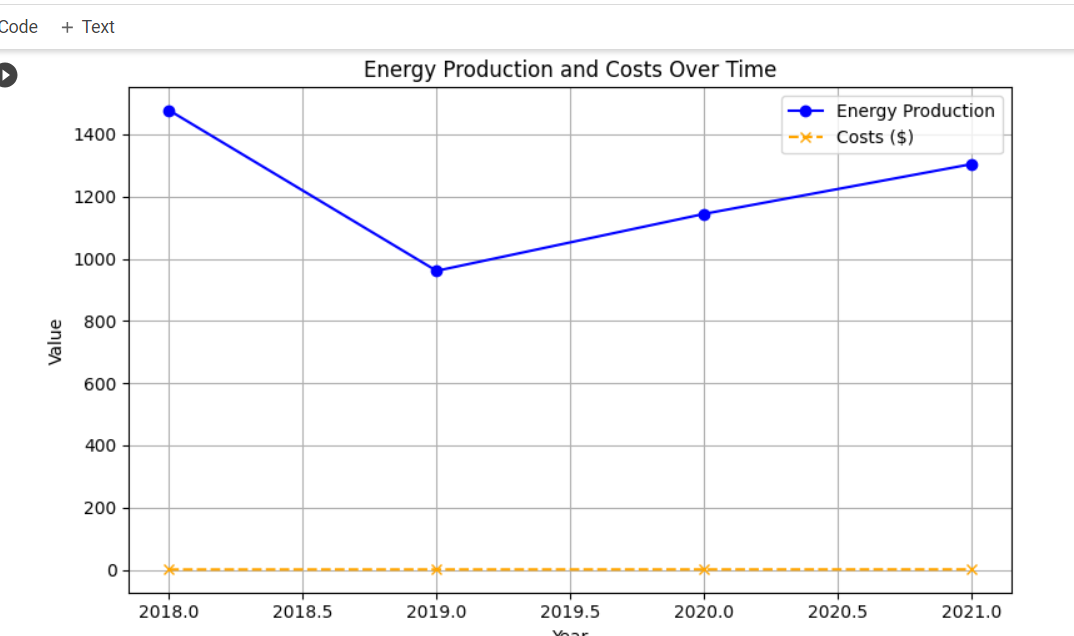 Code + Text
Energy Production and Costs Over Time
Energy Production
Costs ($)
1400
1200
1000
800
600
400
200
0
Value
2018.0 2018.5 2019.0 2019.5 2020.0 2020.5 2021.0
Year